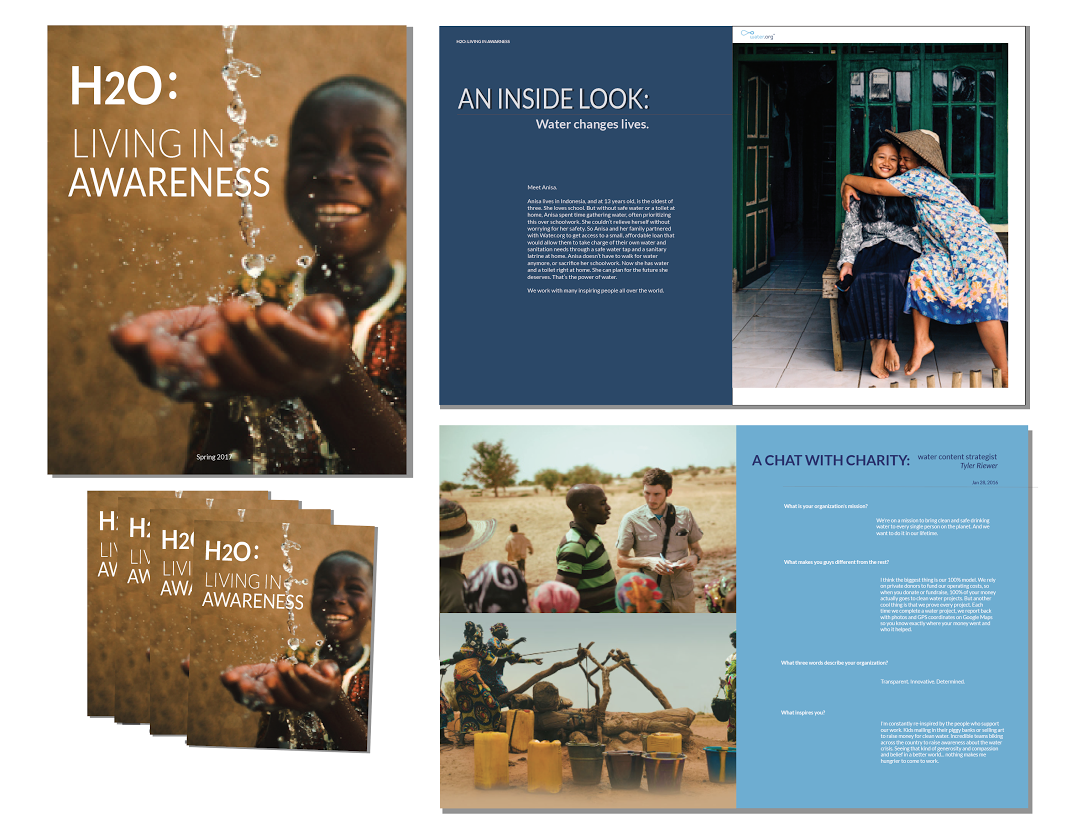 H2O:
LIVING IN
AWARENESS
Spring 2017
H:
LIV
AW
H2
LIV
AW
H2O
LIVI
AWA
H2O:
LIVING IN
AWARENESS
H2O: LIVING IN AWARNESS
AN INSIDE LOOK:
Water changes lives.
Meet Anisa.
Anisa lives in Indonesia, and at 13 years old, is the oldest of
three. She loves school. But without safe water or a toilet at
home, Anisa spent time gathering water, often prioritizing
this over schoolwork. She couldn't relieve herself without
worrying for her safety. So Anisa and her family partnered
with Water.org to get access to a small, affordable loan that
would allow them to take charge of their own water and
sanitation needs through a safe water tap and a sanitary
latrine at home. Anisa doesn't have to walk for water
anymore, or sacrifice her schoolwork. Now she has water
and a toilet right at home. She can plan for the future she
deserves. That's the power of water.
We work with many inspiring people all over the world.
water.org
A CHAT WITH CHARITY: water content strategist
Tyler Riewer
Jan 28, 2016
What is your organization's mission?
We're on a mission to bring clean and safe drinking
water to every single person on the planet. And we
want to do it in our lifetime.
What makes you guys different from the rest?
I think the biggest thing is our 100% model. We rely
on private donors to fund our operating costs, so
when you donate or fundraise, 100% of your money
actually goes to clean water projects. But another
cool thing is that we prove every project. Each
time we complete a water project, we report back
with photos and GPS coordinates on Google Maps
so you know exactly where your money went and
who it helped.
What three words describe your organization?
Transparent. Innovative. Determined.
What inspires you?
I'm constantly re-inspired by the people who support
our work. Kids mailing in their piggy banks or selling art
to raise money for clean water. Incredible teams biking
across the country to raise awareness about the water
crisis. Seeing that kind of generosity and compassion
and belief in a better world... nothing makes me
hungrier to come to work.